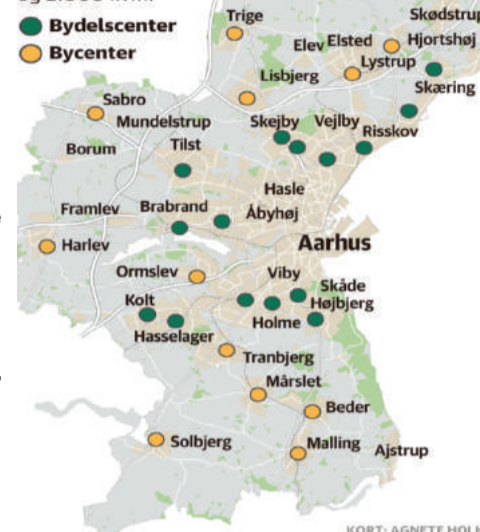 Bydelscenter
Bycenter
Trige
Skødstrup
Elev Elsted Hjortshøj
Lystrup
Lisbjerg
Skæring
Sabro
Mundelstrup
Skejby Vejlby
Risskov
Borum
Tilst
Hasle
Framlev Brabrand
Åbyhøj
Harlev
Aarhus
Ormslev
Viby
Kolt
Skåde
Højbjerg
Holme
Hasselager
Tranbjerg
Mårslet
Beder
Solbjerg
Malling
Ajstrup